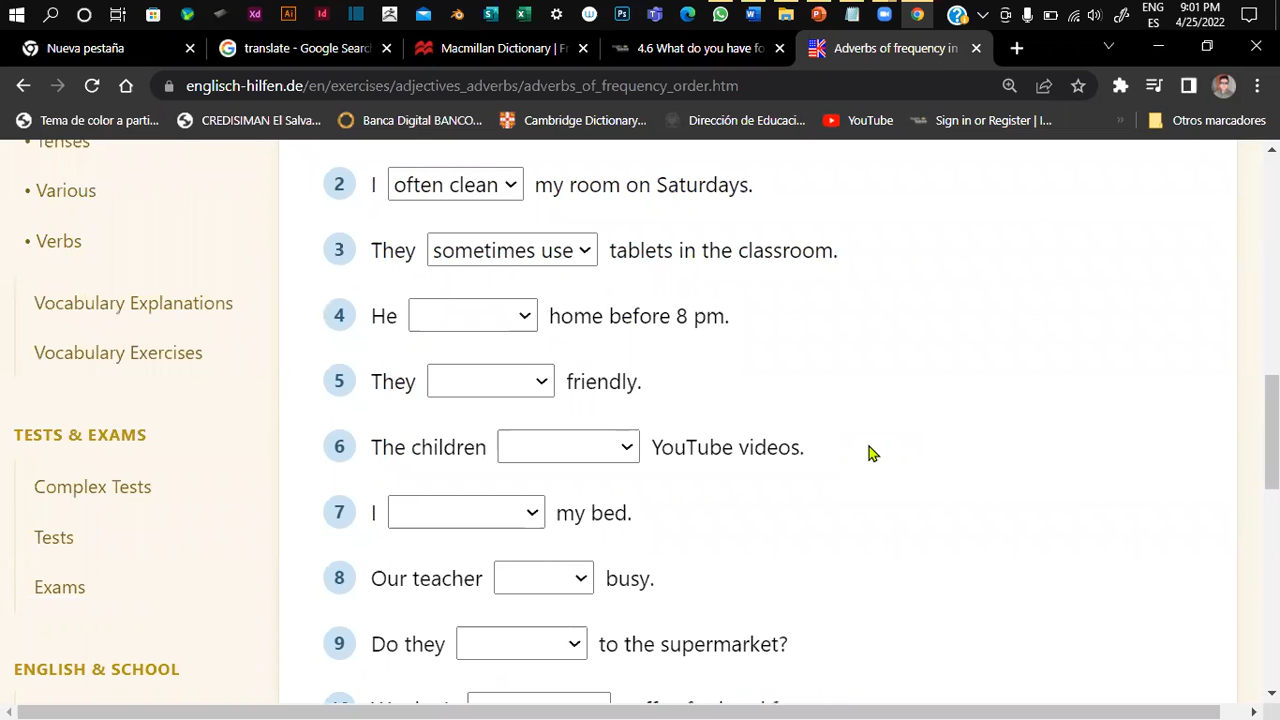 ENG
ES
9:01 PM
4/25/2022
Nueva pestaña
translate - Google Searc
Macmillan Dictionary | Fr
4.6 What do you have fo
Adverbs of frequency in
englisch-hilfen.de/en/exercises/adjectives_adverbs/adverbs_of_frequency_order.htm
Tema de color a parti...
CREDISIMAN El Salva...
Banca Digital BANCO...
Cambridge Dictionary...
Dirección de Educaci...
YouTube
Sign in or Register | I...
»
Otros marcadores
• Tenses
• Various
• Verbs
Vocabulary Explanations
Vocabulary Exercises
TESTS & EXAMS
Complex Tests
Tests
Exams
ENGLISH & SCHOOL
2 I often clean my room on Saturdays.
3 They sometimes use tablets in the classroom.
4 He home before 8 pm.
5 They friendly.
6 The children YouTube videos.
7 I my bed.
8 Our teacher busy.
9 Do they to the supermarket?